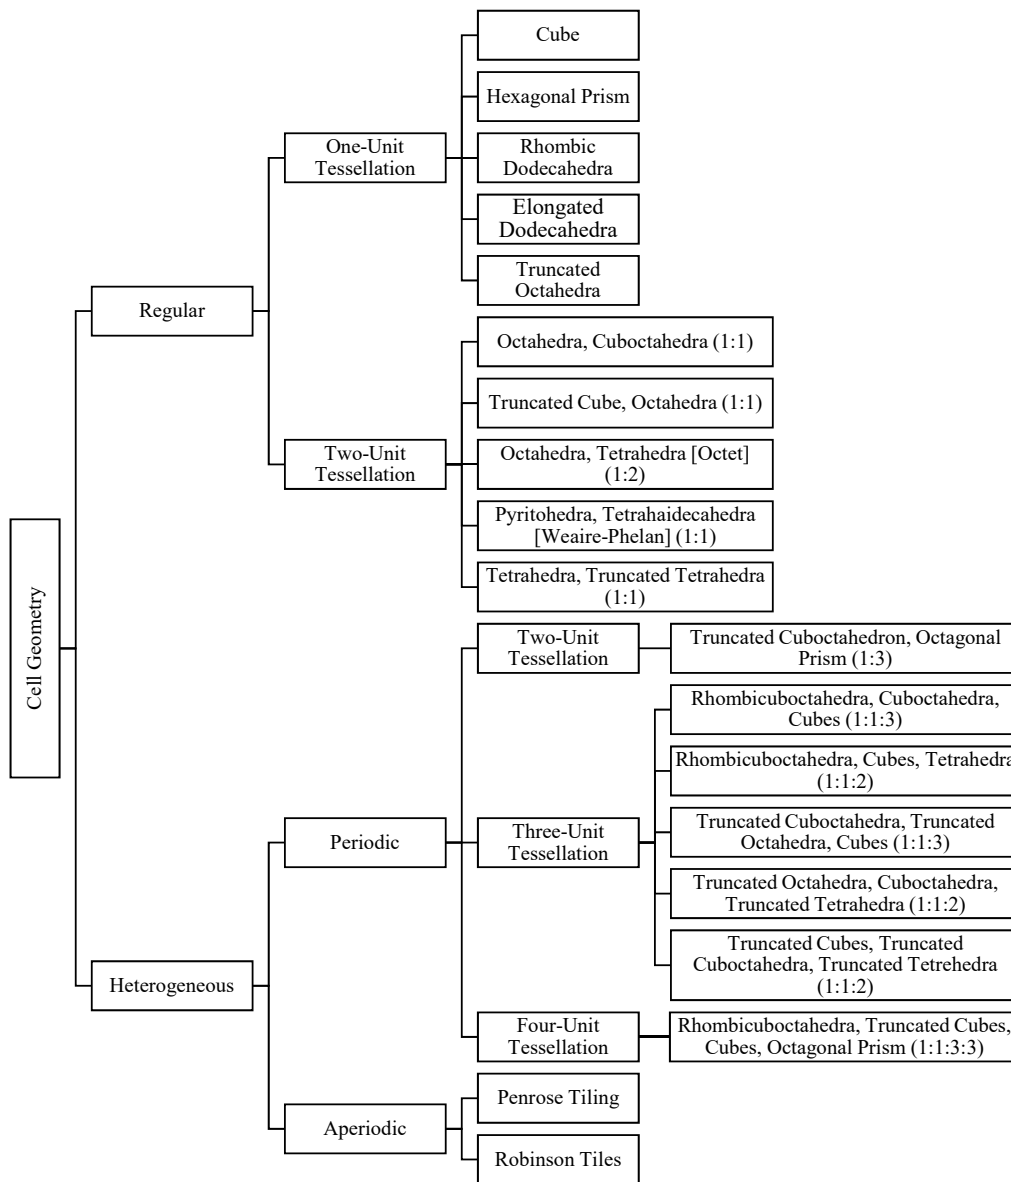 Cube
Hexagonal Prism
One-Unit
Tessellation
Rhombic
Dodecahedra
Elongated
Dodecahedra
Truncated
Octahedra
Regular
Octahedra, Cuboctahedra (1:1)
Truncated Cube, Octahedra (1:1)
Two-Unit
Tessellation
Octahedra, Tetrahedra [Octet]
(1:2)
Pyritohedra, Tetrahaidecahedra
[Weaire-Phelan] (1:1)
Tetrahedra, Truncated Tetrahedra
(1:1)
Cell Geometry
Two-Unit
Tessellation
Truncated Cuboctahedron, Octagonal
Prism (1:3)
Rhombicuboctahedra, Cuboctahedra,
Cubes (1:1:3)
Rhombicuboctahedra, Cubes, Tetrahedra
(1:1:2)
Periodic
Three-Unit
Tessellation
Truncated Cuboctahedra, Truncated
Octahedra, Cubes (1:1:3)
Truncated Octahedra, Cuboctahedra,
Truncated Tetrahedra (1:1:2)
Truncated Cubes, Truncated
Cuboctahedra, Truncated Tetrehedra
(1:1:2)
Heterogeneous
Four-Unit
Tessellation
Rhombicuboctahedra, Truncated Cubes,
Cubes, Octagonal Prism (1:1:3:3)
Penrose Tiling
Aperiodic
Robinson Tiles